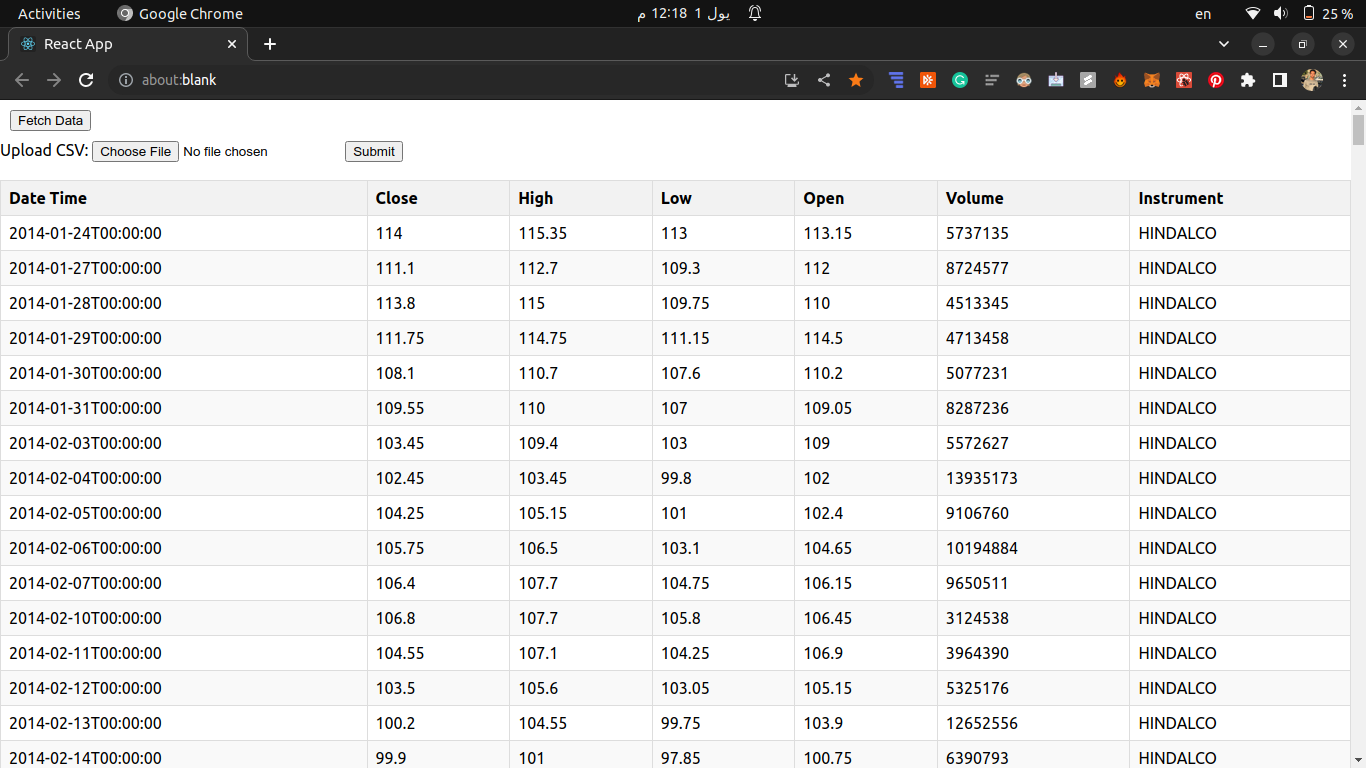 Activities Google Chrome يول 1 12:18 م en 25 %
React App
about:blank
Fetch Data
Upload CSV: Choose File No file chosen Submit
Date Time Close High Low Open Volume Instrument
2014-01-24T00:00:00 114 115.35 113 113.15 5737135 HINDALCO
2014-01-27T00:00:00 111.1 112.7 109.3 112 8724577 HINDALCO
2014-01-28T00:00:00 113.8 115 109.75 110 4513345 HINDALCO
2014-01-29T00:00:00 111.75 114.75 111.15 114.5 4713458 HINDALCO
2014-01-30T00:00:00 108.1 110.7 107.6 110.2 5077231 HINDALCO
2014-01-31T00:00:00 109.55 110 107 109.05 8287236 HINDALCO
2014-02-03T00:00:00 103.45 109.4 103 109 5572627 HINDALCO
2014-02-04T00:00:00 102.45 103.45 99.8 102 13935173 HINDALCO
2014-02-05T00:00:00 104.25 105.15 101 102.4 9106760 HINDALCO
2014-02-06T00:00:00 105.75 106.5 103.1 104.65 10194884 HINDALCO
2014-02-07T00:00:00 106.4 107.7 104.75 106.15 9650511 HINDALCO
2014-02-10T00:00:00 106.8 107.7 105.8 106.45 3124538 HINDALCO
2014-02-11T00:00:00 104.55 107.1 104.25 106.9 3964390 HINDALCO
2014-02-12T00:00:00 103.5 105.6 103.05 105.15 5325176 HINDALCO
2014-02-13T00:00:00 100.2 104.55 99.75 103.9 12652556 HINDALCO
2014-02-14T00:00:00 99.9 101 97.85 100.75 6390793 HINDALCO